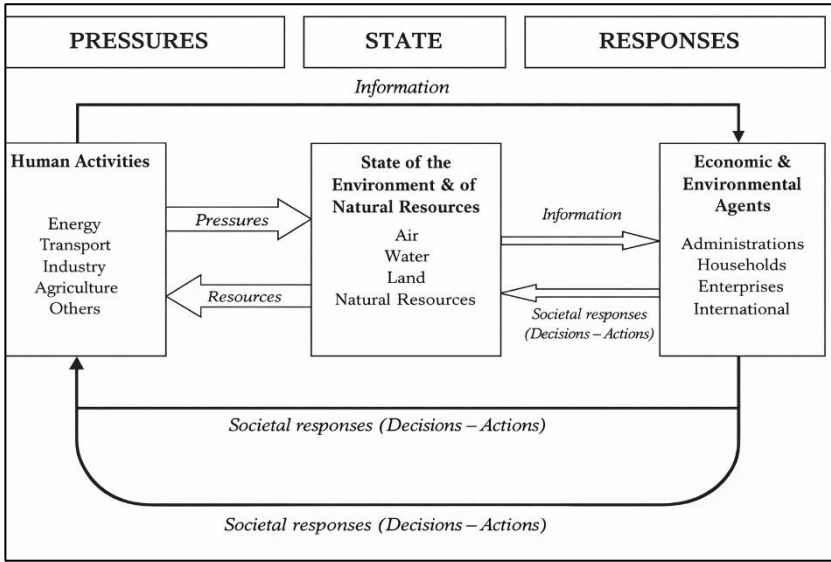 PRESSURES
STATE
RESPONSES
Information
Human Activities
Energy
Transport
Industry
Agriculture
Others
Pressures
Resources
State of the
Environment & of
Natural Resources
Air
Water
Land
Natural Resources
Information
Societal responses
(Decisions – Actions)
Economic &
Environmental
Agents
Administrations
Households
Enterprises
International
Societal responses (Decisions – Actions)
Societal responses (Decisions – Actions)